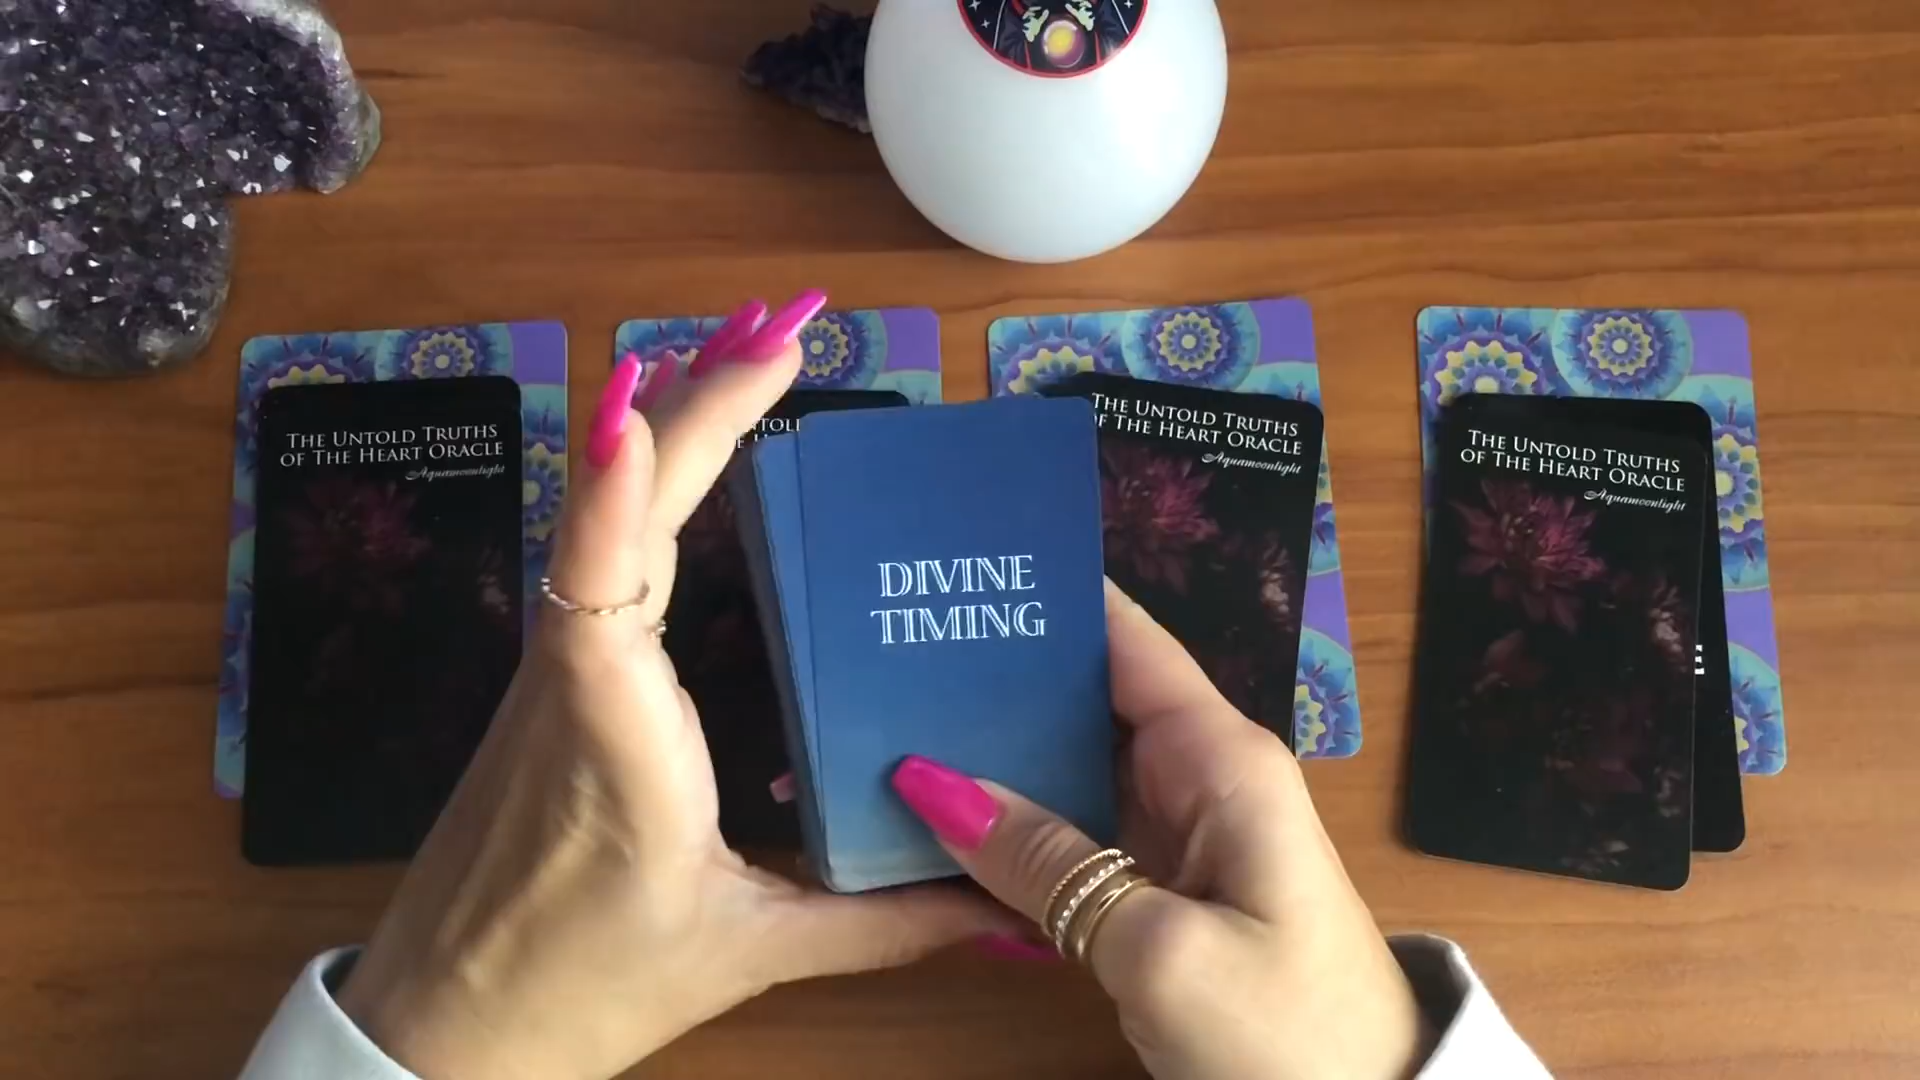 THE UNTOLD TRUTHS
OF THE HEART ORACLE
Aquamoonlight
DIVINE
TIMING
THE UNTOLD TRUTHS
OF THE HEART ORACLE
Aquamoonlight
THE UNTOLD TRUTHS
OF THE HEART ORACLE
Aquamoonlight